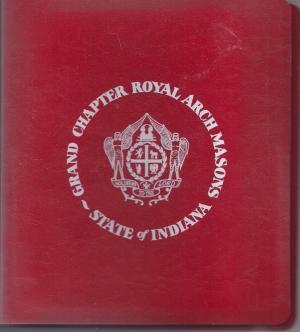 GRAND CHAPTER ROYAL ARCH MASONS
~ STATE of INDIANA